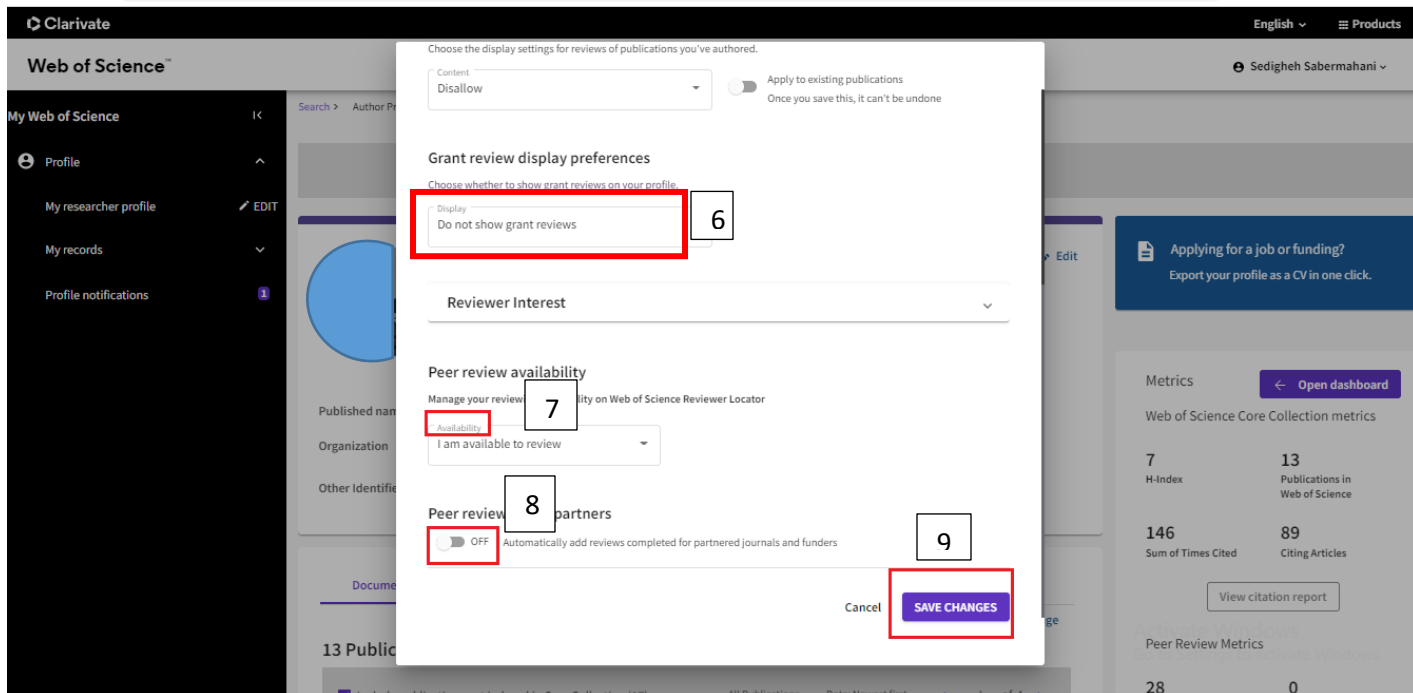 Clarivate
English
Products
Web of Science™
Sedigheh Sabermahani
My Web of Science
Profile
My researcher profile
EDIT
My records
Profile notifications
1
Search > Author Pr
Choose the display settings for reviews of publications you've authored.
Content
Disallow
Apply to existing publications
Once you save this, it can't be undone
Grant review display preferences
Choose whether to show grant reviews on your profile.
Display
Do not show grant reviews
6
Reviewer Interest
Peer review availability
Manage your reviewi lity on Web of Science Reviewer Locator
7
Availability
I am available to review
8
Peer review partners
OFF
Automatically add reviews completed for partnered journals and funders
9
Cancel
SAVE CHANGES
Edit
Published nam
Organization
Other Identifie
Docume
ge
13 Public
Applying for a job or funding?
Export your profile as a CV in one click.
Metrics
Open dashboard
Web of Science Core Collection metrics
7
H-Index
13
Publications in
Web of Science
146
Sum of Times Cited
89
Citing Articles
View citation report
Activate Windows
Peer Review Metrics
28
0